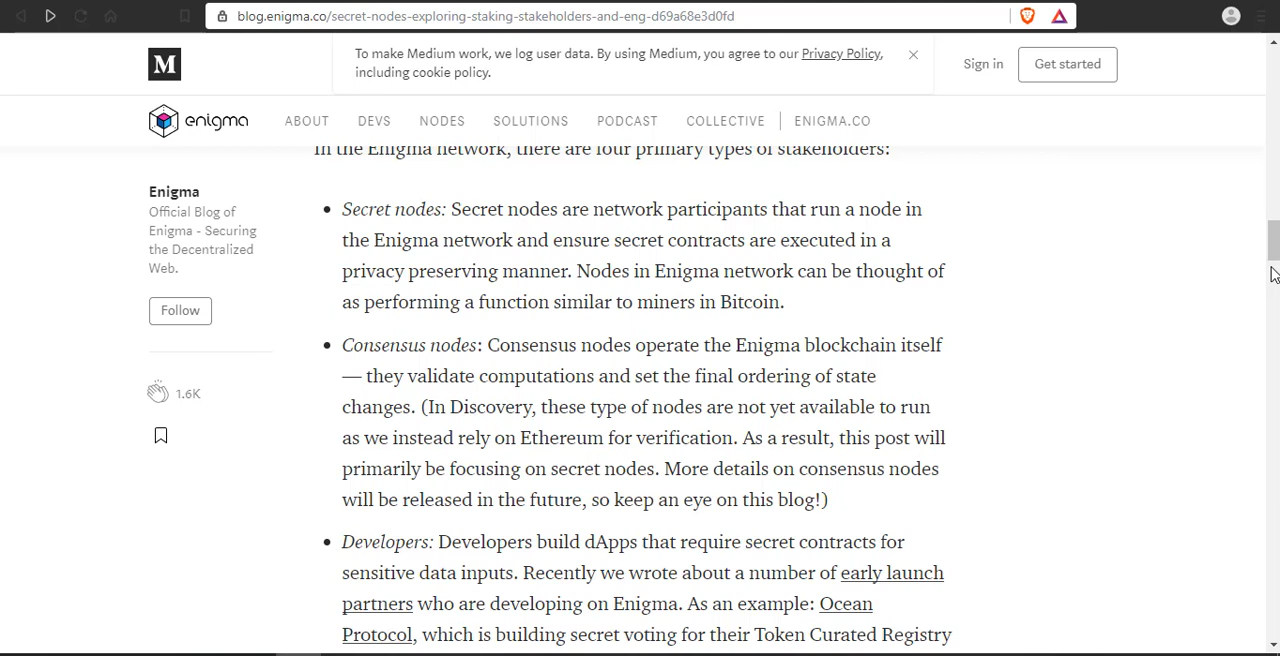 blog.enigma.co/secret-nodes-exploring-staking-stakeholders-and-eng-d69a68e3d0fd
M
To make Medium work, we log user data. By using Medium, you agree to our Privacy Policy,
including cookie policy.
Sign in
Get started
enigma
ABOUT DEVS NODES SOLUTIONS PODCAST COLLECTIVE ENIGMA.CO
In the Enigma network, there are four primary types of stakeholders:
Enigma
Official Blog of
Enigma - Securing
the Decentralized
Web.
Follow
1.6K
• Secret nodes: Secret nodes are network participants that run a node in
the Enigma network and ensure secret contracts are executed in a
privacy preserving manner. Nodes in Enigma network can be thought of
as performing a function similar to miners in Bitcoin.
• Consensus nodes: Consensus nodes operate the Enigma blockchain itself
— they validate computations and set the final ordering of state
changes. (In Discovery, these type of nodes are not yet available to run
as we instead rely on Ethereum for verification. As a result, this post will
primarily be focusing on secret nodes. More details on consensus nodes
will be released in the future, so keep an eye on this blog!)
• Developers: Developers build dApps that require secret contracts for
sensitive data inputs. Recently we wrote about a number of early launch
partners who are developing on Enigma. As an example: Ocean
Protocol, which is building secret voting for their Token Curated Registry